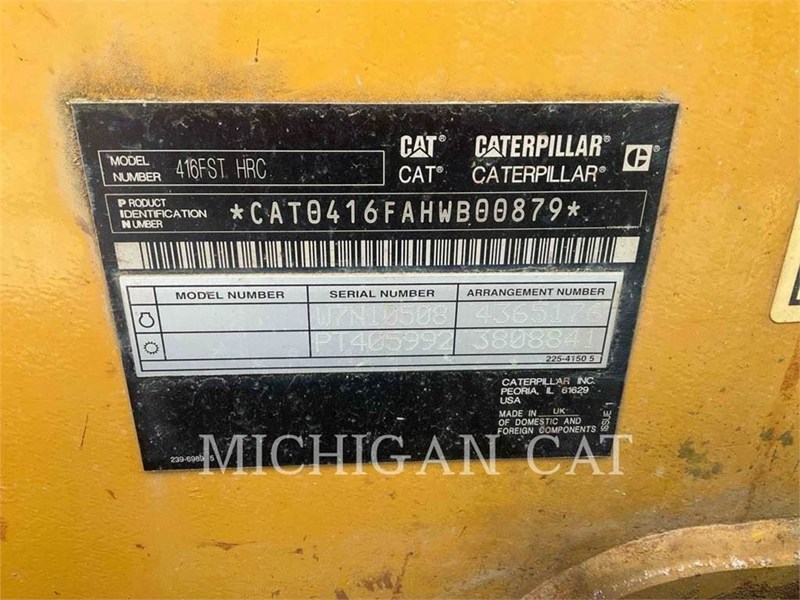 MODEL NUMBER 416FST HRC
CAT® CATERPILLAR®
CAT® CATERPILLAR®
PRODUCT IDENTIFICATION NUMBER *CAT0416FAHWB00879*
MODEL NUMBER SERIAL NUMBER ARRANGEMENT NUMBER
W7N10508 4365176
PT405992 3808841
225-4150 5
CATERPILLAR INC.
PEORIA, IL 61629
USA
MADE IN UK
OF DOMESTIC AND
FOREIGN COMPONENTS
MICHIGAN CAT